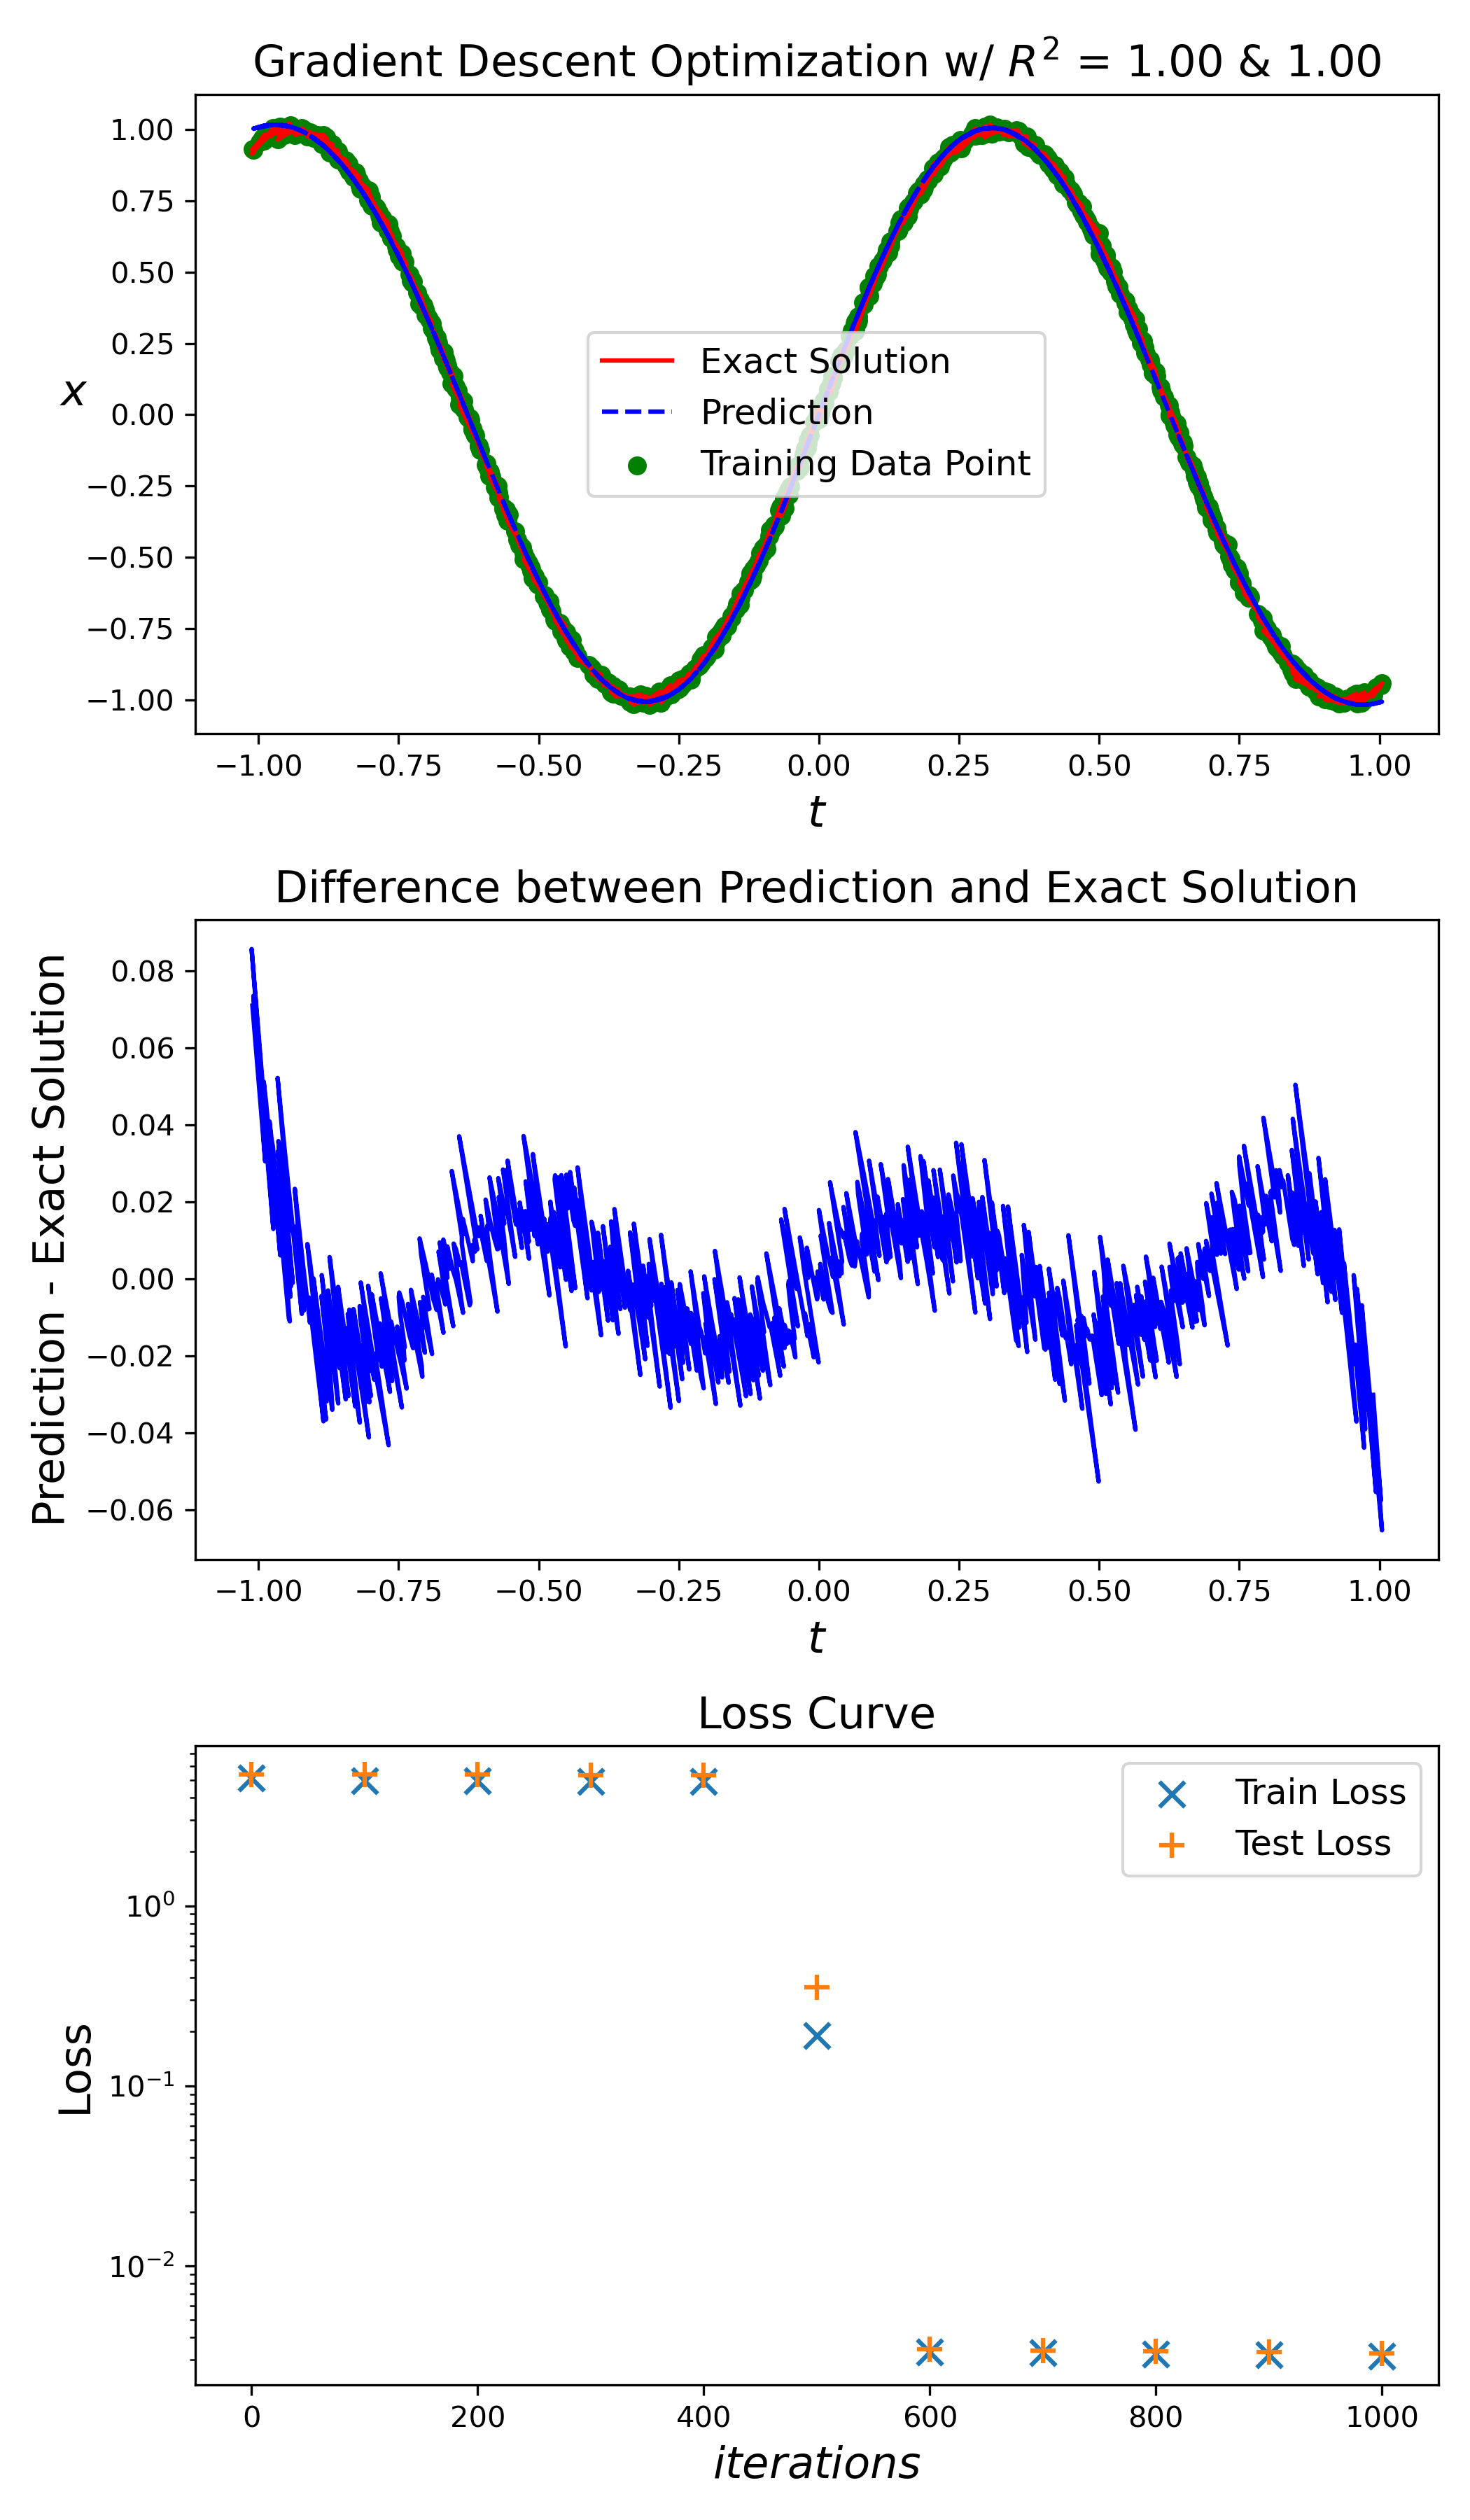 Gradient Descent Optimization w/ R² = 1.00 & 1.00
1.00
0.75
0.50
0.25
0.00
−0.25
−0.50
−0.75
−1.00
x
Exact Solution
Prediction
Training Data Point
−1.00 −0.75 −0.50 −0.25 0.00 0.25 0.50 0.75 1.00
t
Difference between Prediction and Exact Solution
0.08
0.06
0.04
0.02
0.00
−0.02
−0.04
−0.06
Prediction - Exact Solution
−1.00 −0.75 −0.50 −0.25 0.00 0.25 0.50 0.75 1.00
t
Loss Curve
Train Loss
Test Loss
10⁰
10⁻¹
10⁻²
Loss
0 200 400 600 800 1000
iterations